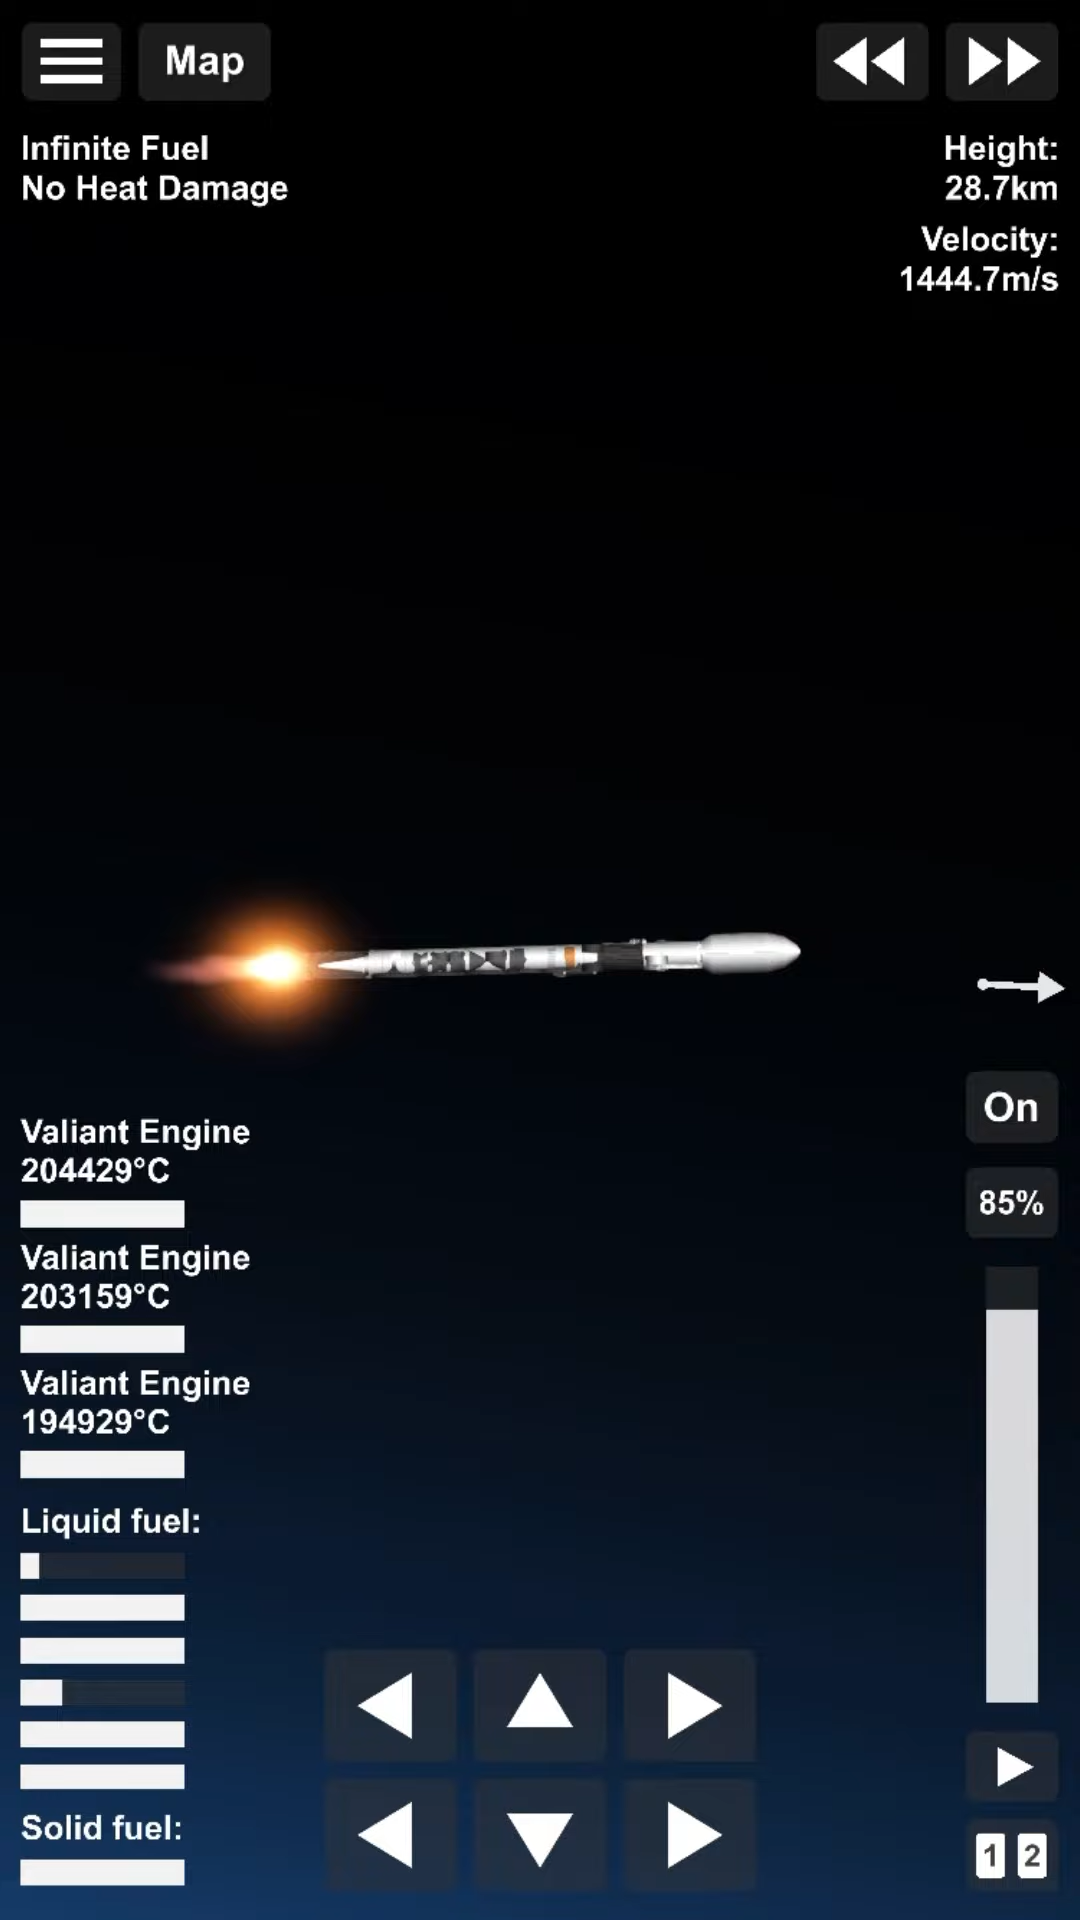 Map
Infinite Fuel
No Heat Damage
Height:
28.7km
Velocity:
1444.7m/s
On
85%
Valiant Engine
204429°C
Valiant Engine
203159°C
Valiant Engine
194929°C
Liquid fuel:
Solid fuel:
1 2